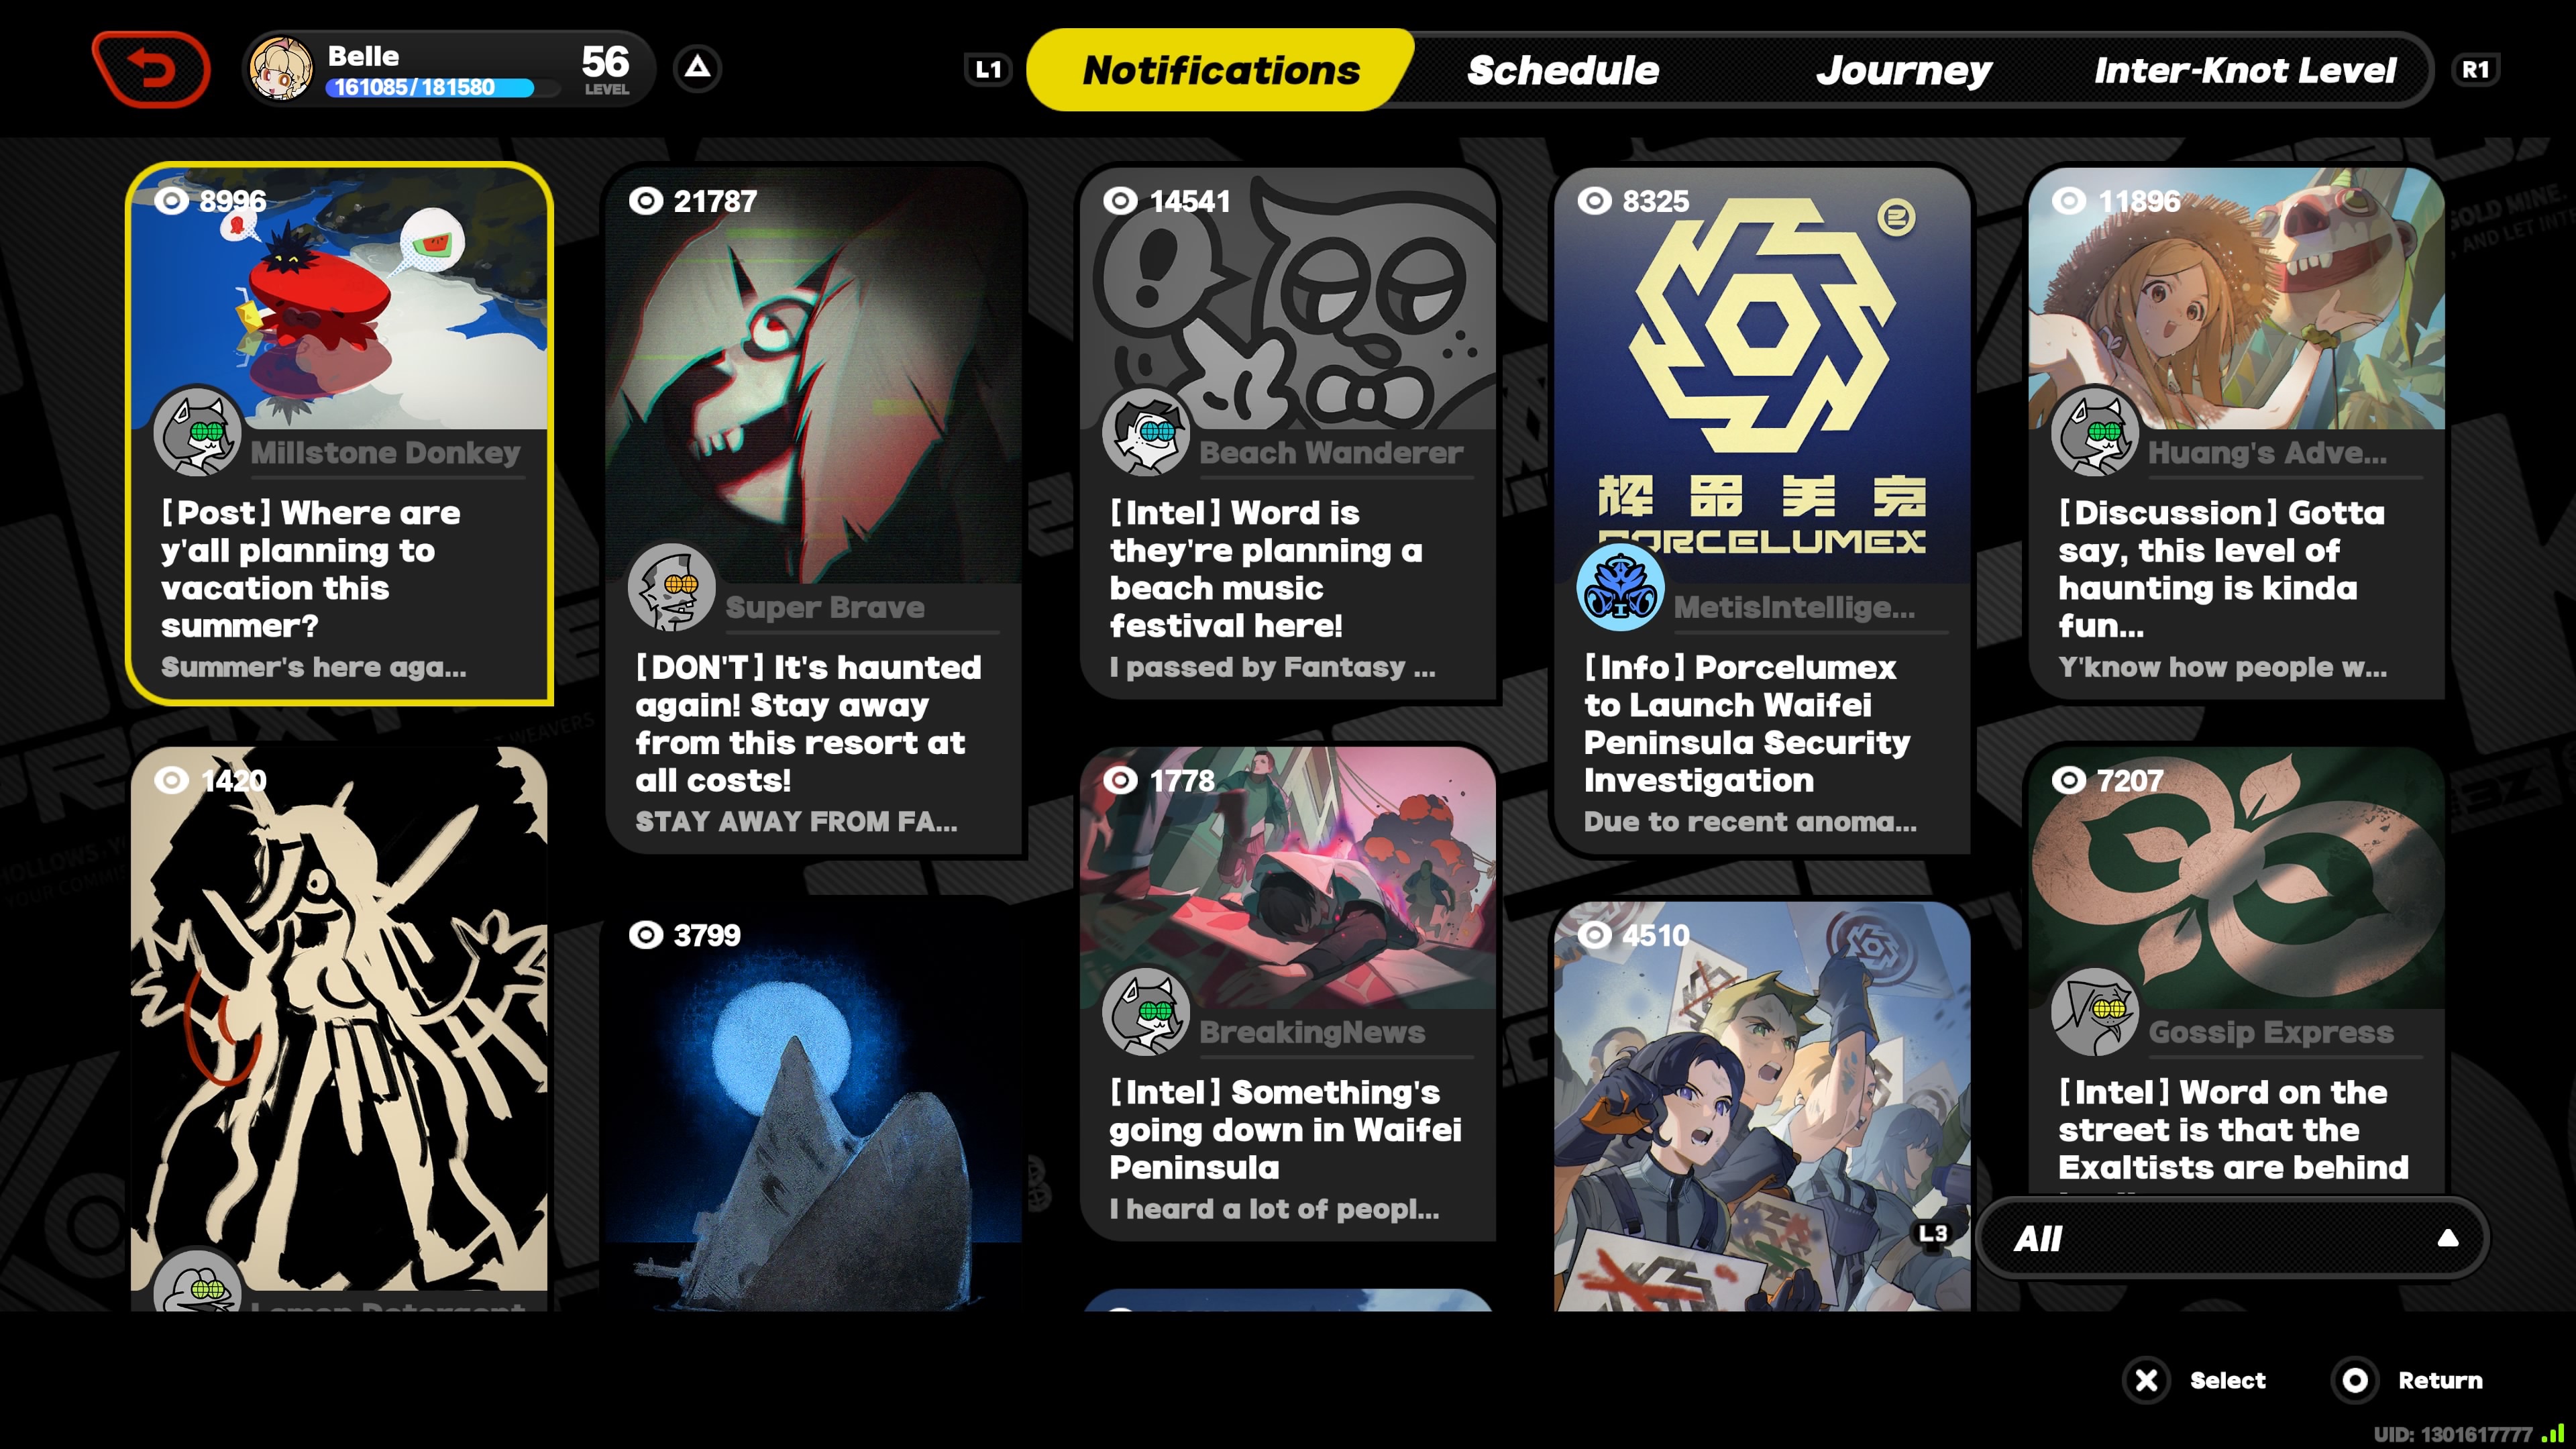 Belle
161085/181580
56
LEVEL
L1
Notifications
Schedule
Journey
Inter-Knot Level
R1
8996
Millstone Donkey
[Post] Where are
y'all planning to
vacation this
summer?
Summer's here aga...
21787
Super Brave
[DON'T] It's haunted
again! Stay away
from this resort at
all costs!
STAY AWAY FROM FA...
14541
Beach Wanderer
[Intel] Word is
they're planning a
beach music
festival here!
I passed by Fantasy ...
8325
PORCELUMEX
MetisIntellige...
[Info] Porcelumex
to Launch Waifei
Peninsula Security
Investigation
Due to recent anoma...
11896
Huang's Adve...
[Discussion] Gotta
say, this level of
haunting is kinda
fun...
Y'know how people w...
1420
Lemon Detergent
3799
1778
BreakingNews
[Intel] Something's
going down in Waifei
Peninsula
I heard a lot of peopl...
4510
7207
Gossip Express
[Intel] Word on the
street is that the
Exaltists are behind
L3
All
Select
Return
UID: 1301617777